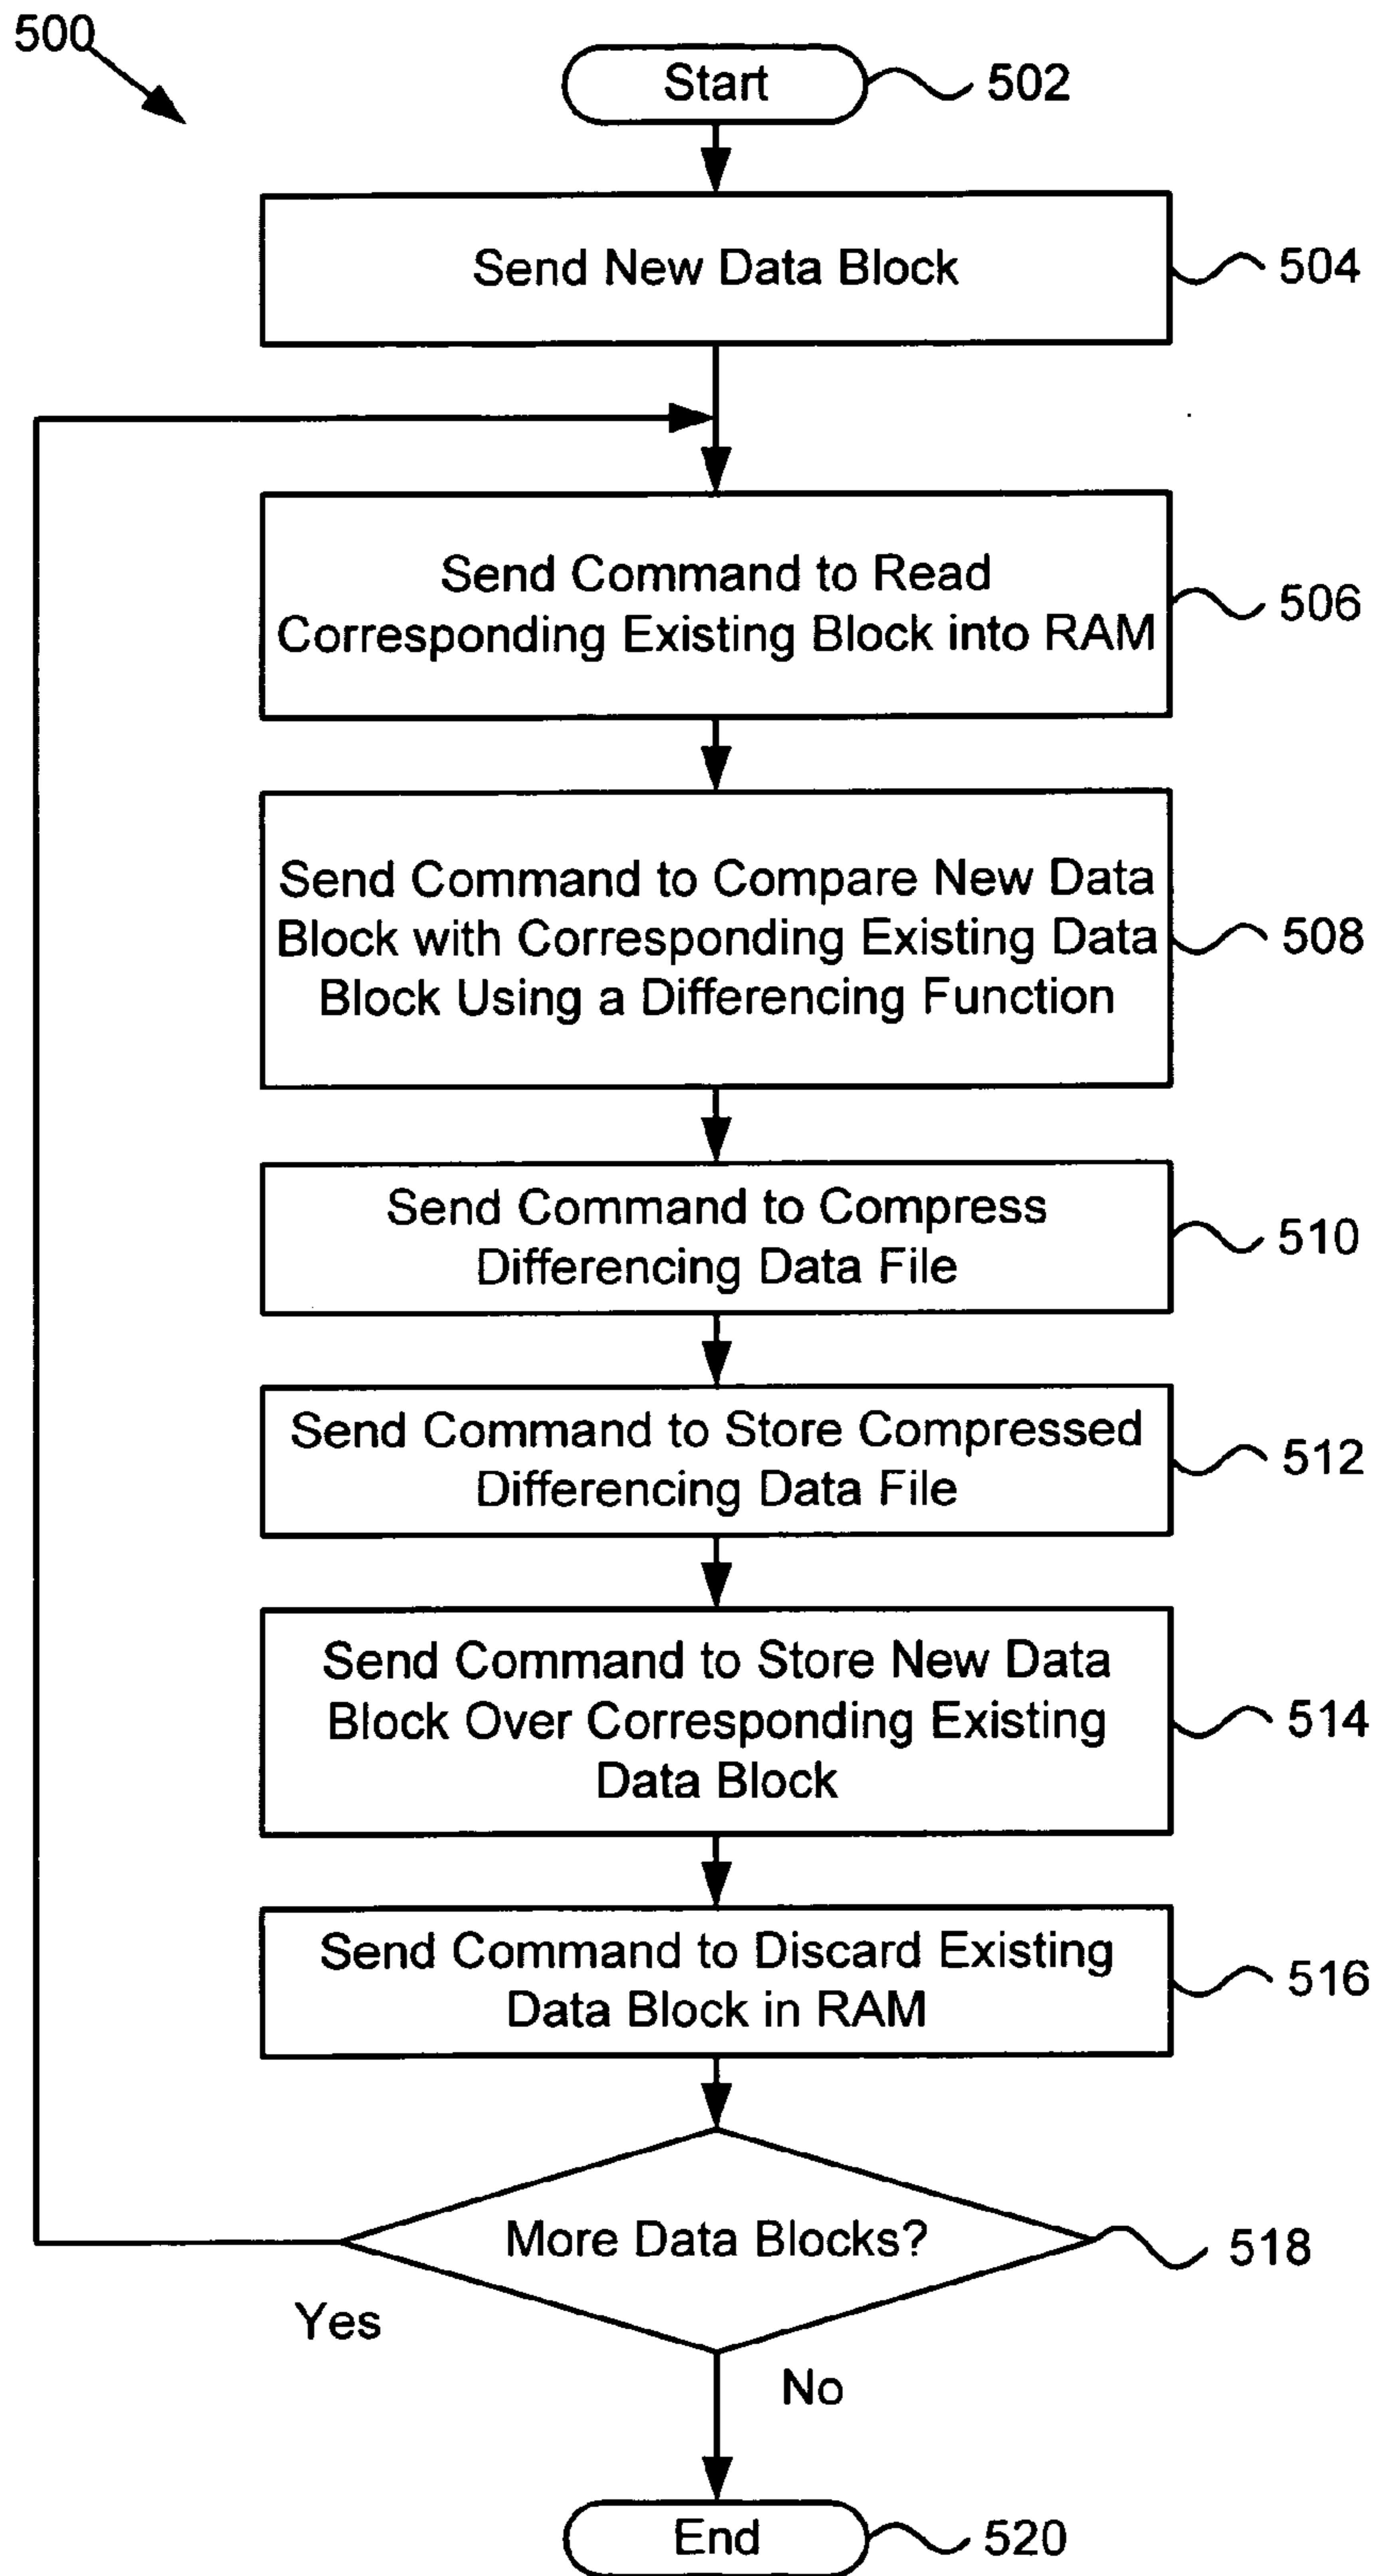 500
Start
502
Send New Data Block
504
Send Command to Read
Corresponding Existing Block into RAM
506
Send Command to Compare New Data
Block with Corresponding Existing Data
Block Using a Differencing Function
508
Send Command to Compress
Differencing Data File
510
Send Command to Store Compressed
Differencing Data File
512
Send Command to Store New Data
Block Over Corresponding Existing
Data Block
514
Send Command to Discard Existing
Data Block in RAM
516
More Data Blocks?
518
Yes
No
End
520